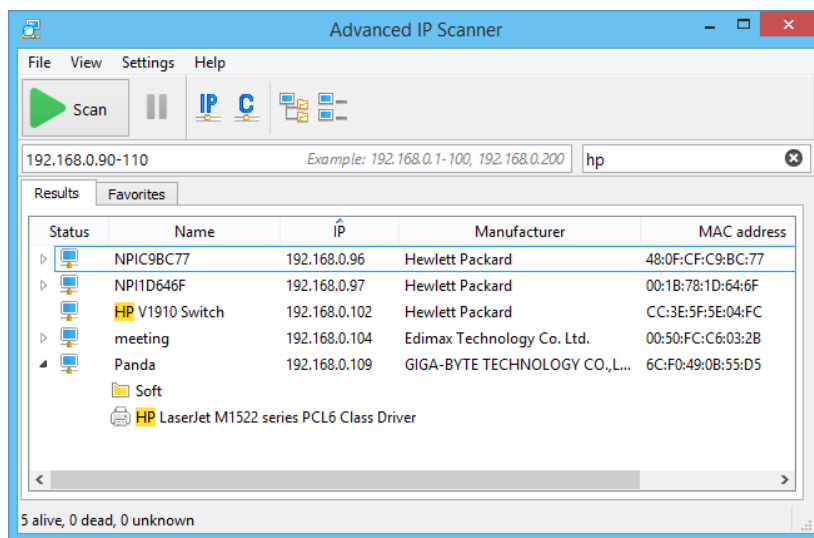 Advanced IP Scanner
File View Settings Help
Scan IP C
192.168.0.90-110 Example: 192.168.0.1-100, 192.168.0.200 hp
Results Favorites
Status Name IP Manufacturer MAC address
NPIC9BC77 192.168.0.96 Hewlett Packard 48:0F:CF:C9:BC:77
NPI1D646F 192.168.0.97 Hewlett Packard 00:1B:78:1D:64:6F
HP V1910 Switch 192.168.0.102 Hewlett Packard CC:3E:5F:5E:04:FC
meeting 192.168.0.104 Edimax Technology Co. Ltd. 00:50:FC:C6:03:2B
Panda 192.168.0.109 GIGA-BYTE TECHNOLOGY CO.,L... 6C:F0:49:0B:55:D5
Soft
HP LaserJet M1522 series PCL6 Class Driver
5 alive, 0 dead, 0 unknown